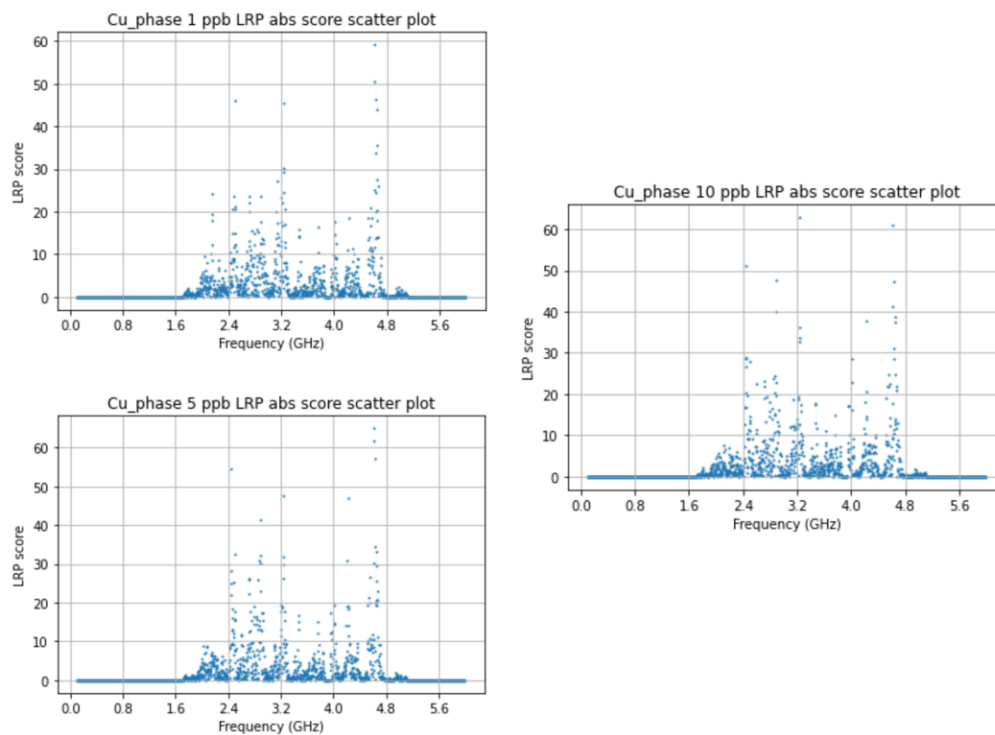 Cu_phase 1 ppb LRP abs score scatter plot
60
50
40
30
20
10
0
LRP score
0.0 0.8 1.6 2.4 3.2 4.0 4.8 5.6
Frequency (GHz)
Cu_phase 5 ppb LRP abs score scatter plot
60
50
40
30
20
10
0
LRP score
0.0 0.8 1.6 2.4 3.2 4.0 4.8 5.6
Frequency (GHz)
Cu_phase 10 ppb LRP abs score scatter plot
60
50
40
30
20
10
0
LRP score
0.0 0.8 1.6 2.4 3.2 4.0 4.8 5.6
Frequency (GHz)